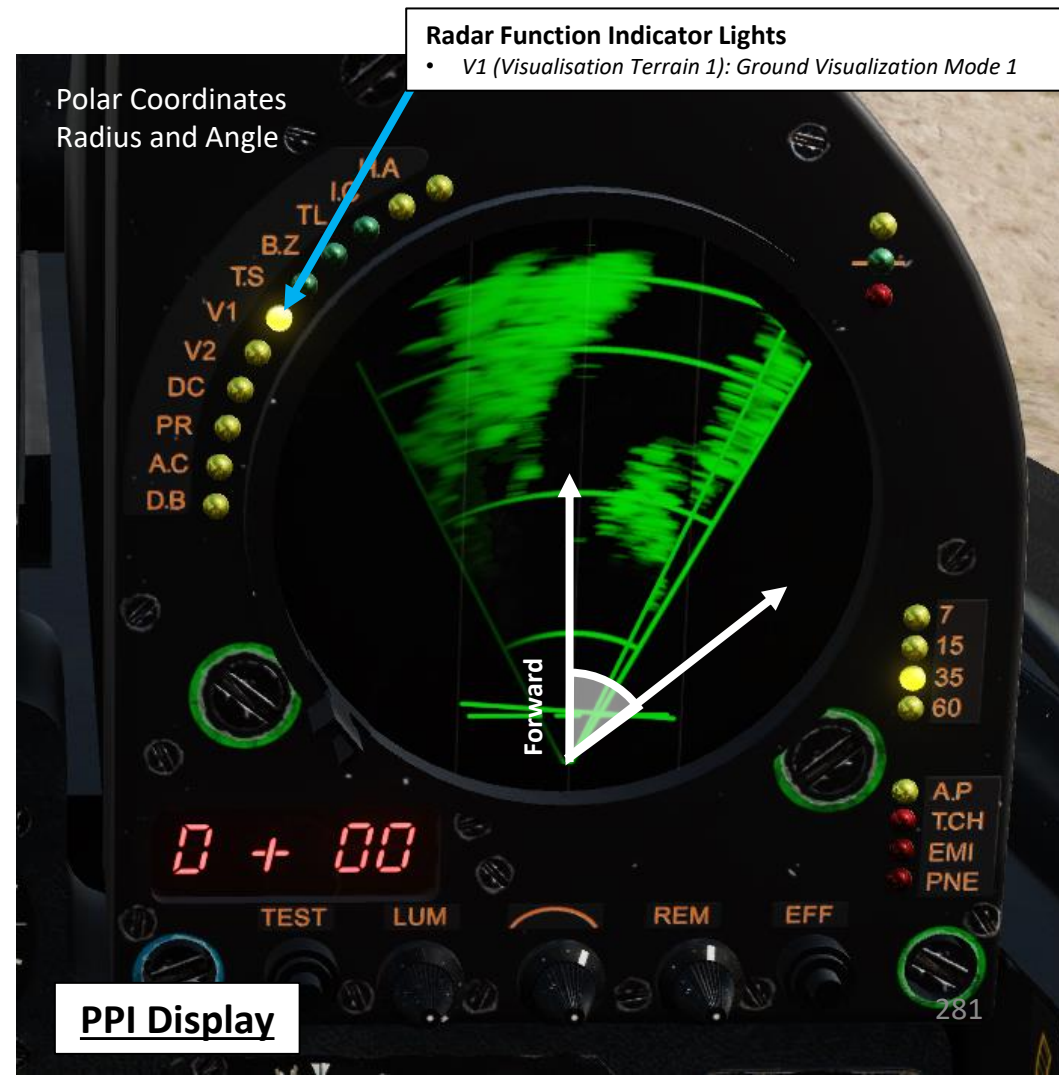 Radar Function Indicator Lights
• V1 (Visualisation Terrain 1): Ground Visualization Mode 1
Polar Coordinates
Radius and Angle
H.A
I.C
TL
B.Z
T.S
V1
V2
DC
PR
A.C
D.B
Forward
7
15
35
60
A.P
T.CH
EMI
PNE
0 + 00
TEST
LUM
REM
EFF
PPI Display
281